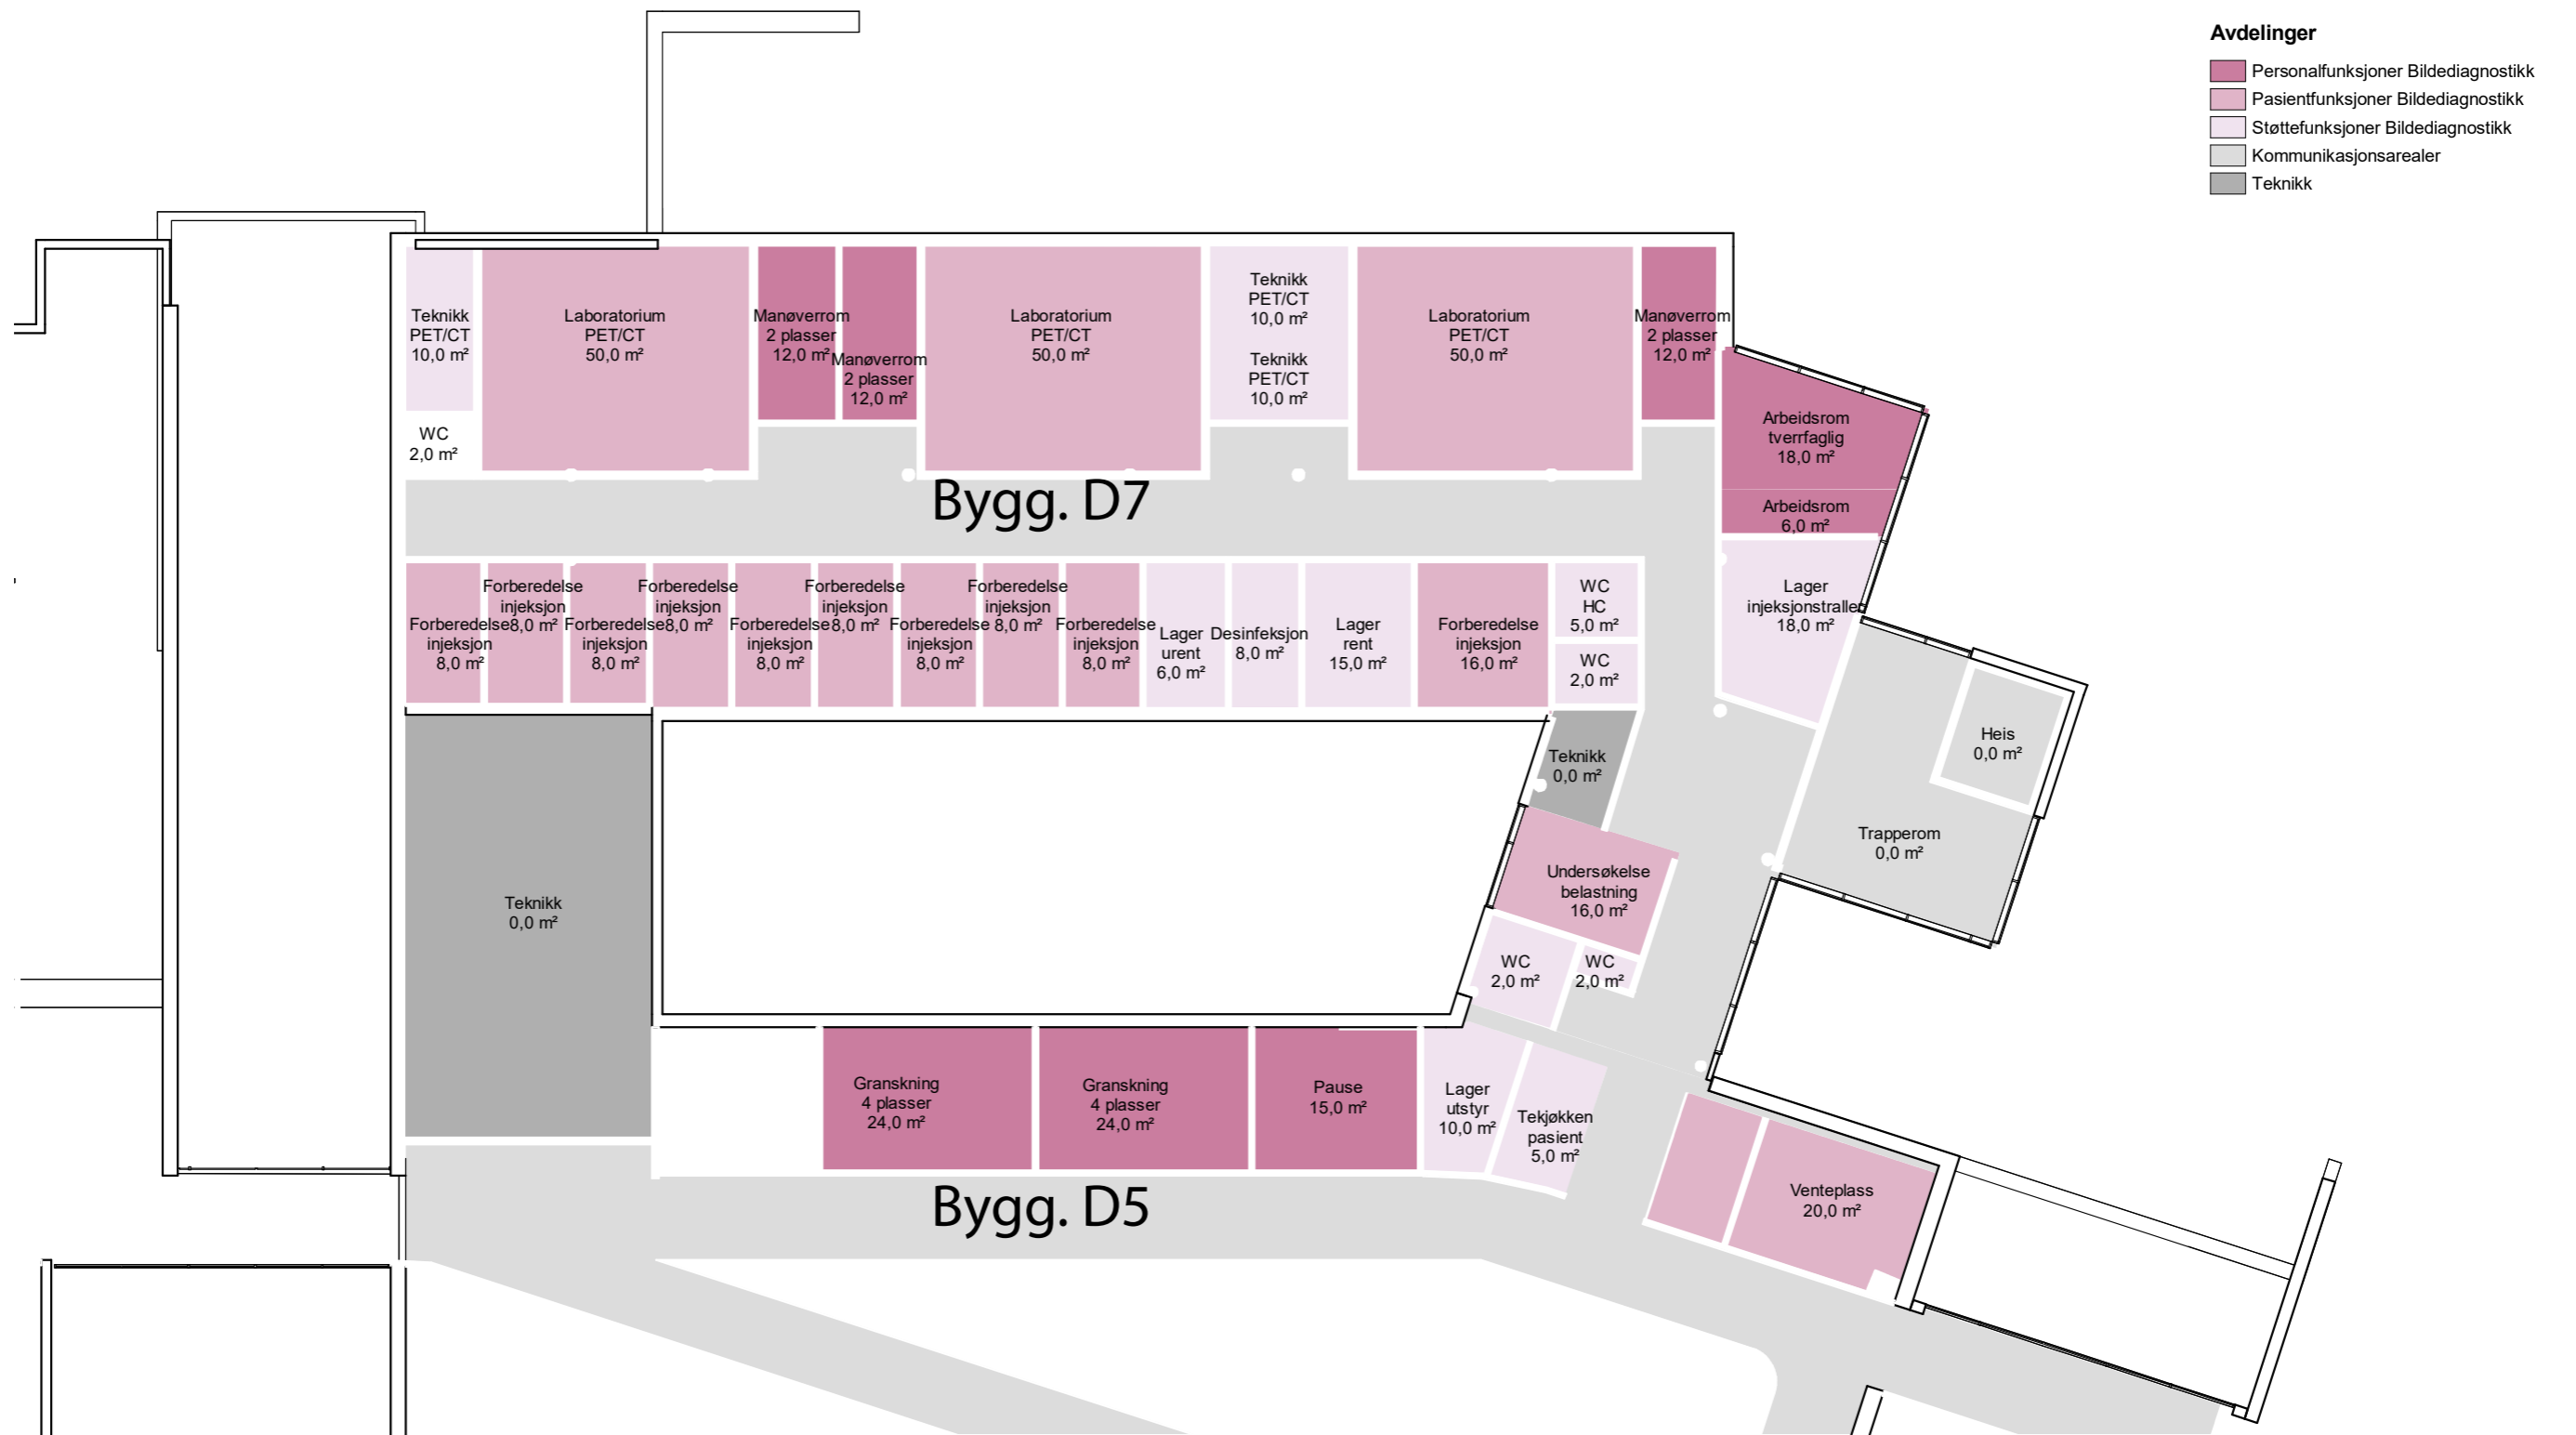 Avdelinger
Personalfunksjoner Bildediagnostikk
Pasientfunksjoner Bildediagnostikk
Støttefunksjoner Bildediagnostikk
Kommunikasjonsarealer
Teknikk
Teknikk
PET/CT
10,0 m²
WC
2,0 m²
Laboratorium
PET/CT
50,0 m²
Manøverrom
2 plasser
12,0 m²
Manøverrom
2 plasser
12,0 m²
Laboratorium
PET/CT
50,0 m²
Teknikk
PET/CT
10,0 m²
Teknikk
PET/CT
10,0 m²
Laboratorium
PET/CT
50,0 m²
Manøverrom
2 plasser
12,0 m²
Arbeidsrom
tverrfaglig
18,0 m²
Arbeidsrom
6,0 m²
Bygg. D7
Forberedelse
injeksjon
8,0 m²
Forberedelse
injeksjon
8,0 m²
Forberedelse
injeksjon
8,0 m²
Forberedelse
injeksjon
8,0 m²
Forberedelse
injeksjon
8,0 m²
Forberedelse
injeksjon
8,0 m²
Forberedelse
injeksjon
8,0 m²
Forberedelse
injeksjon
8,0 m²
Forberedelse
injeksjon
8,0 m²
Lager
urent
6,0 m²
Desinfeksjon
8,0 m²
Lager
rent
15,0 m²
Forberedelse
injeksjon
16,0 m²
WC
HC
5,0 m²
WC
2,0 m²
Lager
injeksjonstraller
18,0 m²
Heis
0,0 m²
Trapperom
0,0 m²
Teknikk
0,0 m²
Undersøkelse
belastning
16,0 m²
WC
2,0 m²
WC
2,0 m²
Teknikk
0,0 m²
Granskning
4 plasser
24,0 m²
Granskning
4 plasser
24,0 m²
Pause
15,0 m²
Lager
utstyr
10,0 m²
Tekjøkken
pasient
5,0 m²
Venteplass
20,0 m²
Bygg. D5